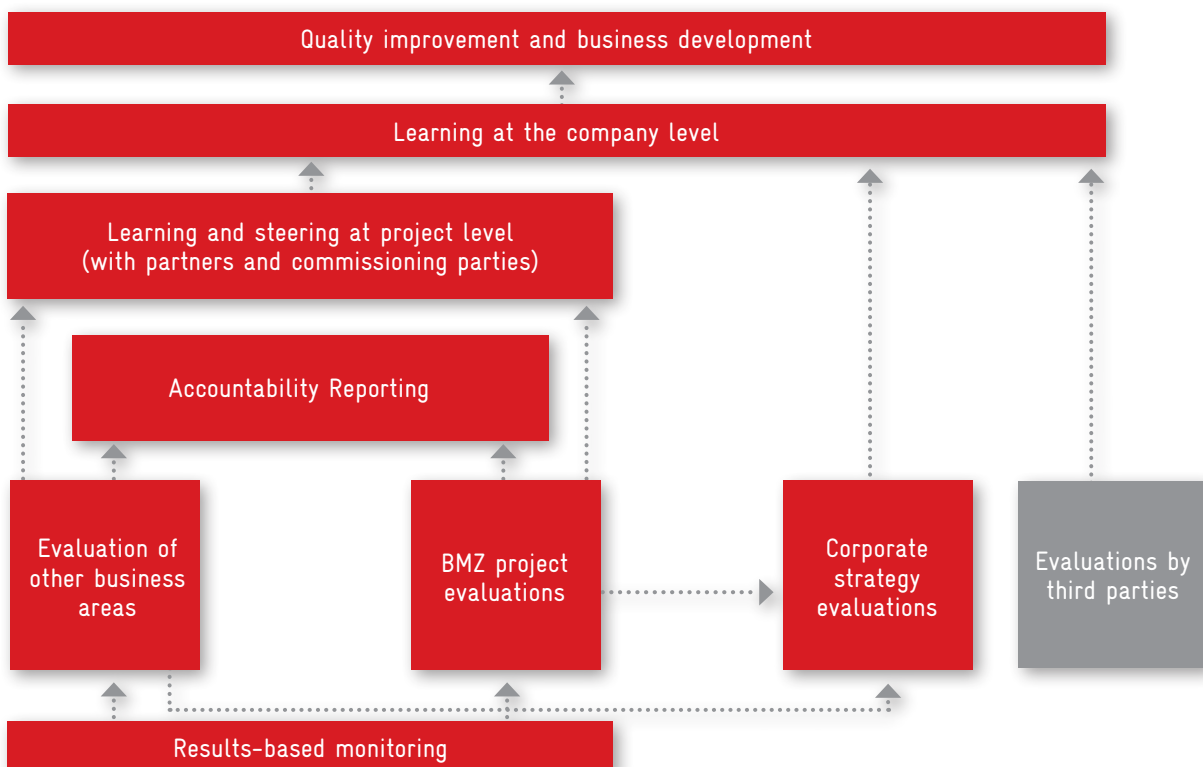 Quality improvement and business development
Learning at the company level
Learning and steering at project level
(with partners and commissioning parties)
Accountability Reporting
Evaluation of
other business
areas
BMZ project
evaluations
Corporate
strategy
evaluations
Evaluations by
third parties
Results-based monitoring